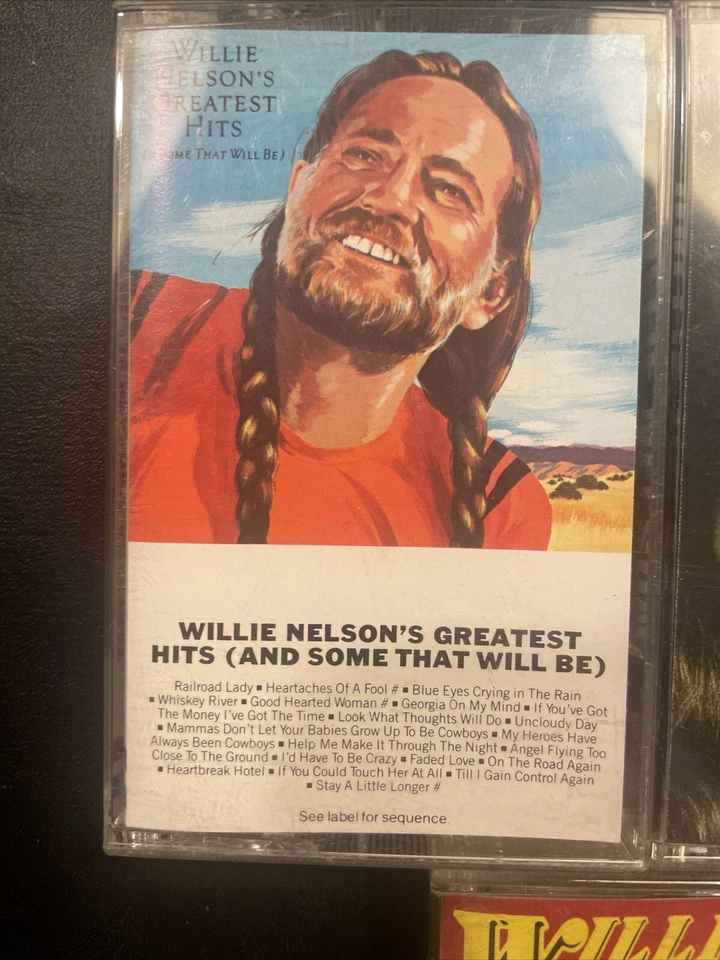 WILLIE
NELSON'S
GREATEST
HITS
(& SOME THAT WILL BE)
WILLIE NELSON'S GREATEST
HITS (AND SOME THAT WILL BE)
Railroad Lady ■ Heartaches Of A Fool # ■ Blue Eyes Crying in The Rain
■ Whiskey River ■ Good Hearted Woman # ■ Georgia On My Mind ■ If You've Got
The Money I've Got The Time ■ Look What Thoughts Will Do ■ Uncloudy Day
■ Mammas Don't Let Your Babies Grow Up To Be Cowboys ■ My Heroes Have
Always Been Cowboys ■ Help Me Make It Through The Night ■ Angel Flying Too
Close To The Ground ■ I'd Have To Be Crazy ■ Faded Love ■ On The Road Again
■ Heartbreak Hotel ■ If You Could Touch Her At All ■ Till I Gain Control Again
■ Stay A Little Longer #
See label for sequence.